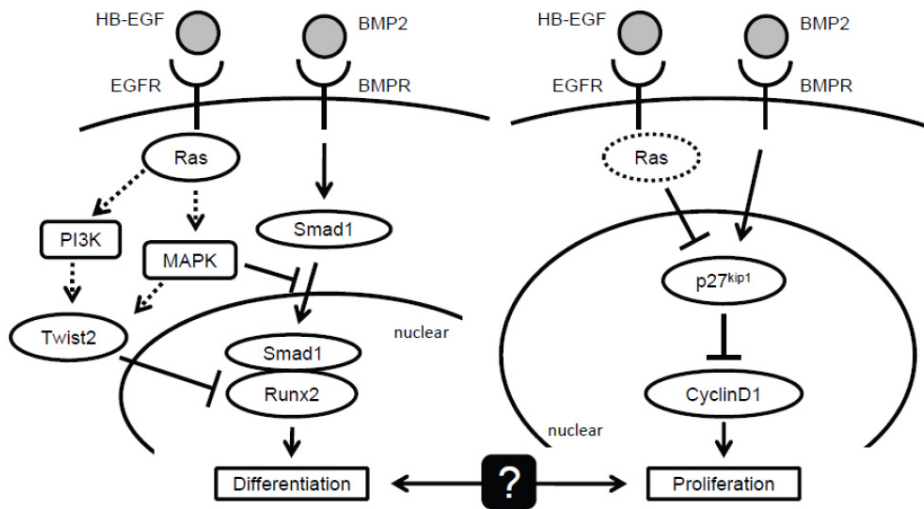 HB-EGF
BMP2
EGFR
BMPR
Ras
Smad1
PI3K
MAPK
Twist2
nuclear
Smad1
Runx2
Differentiation
?
HB-EGF
BMP2
EGFR
BMPR
Ras
p27kip1
CyclinD1
nuclear
Proliferation